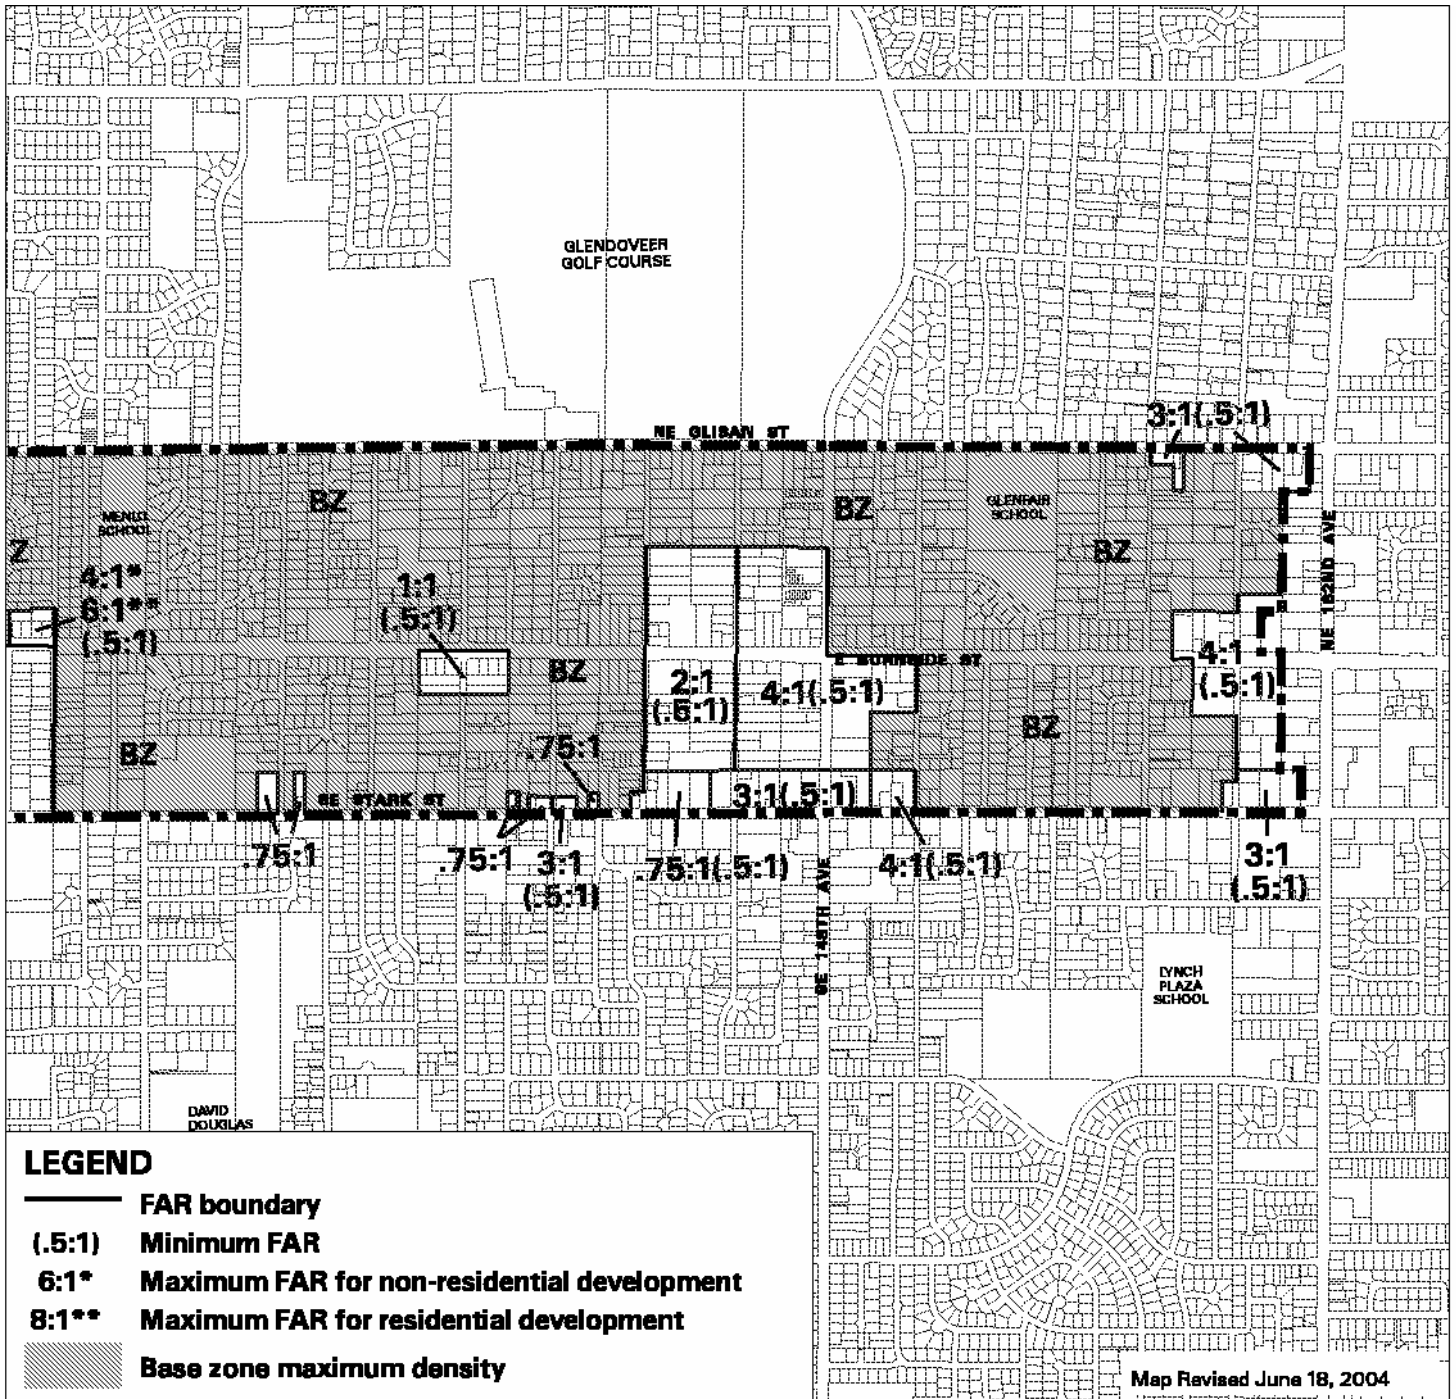 GLENDOVEER
GOLF COURSE
3:1(.5:1)
NE GLISAN ST
BZ
BZ
GLENFAIR
SCHOOL
MENLO
SCHOOL
BZ
Z
NE 182ND AVE
4:1*
6:1**
(.5:1)
1:1
(.5:1)
E BURNSIDE ST
BZ
4:1
(.5:1)
2:1
(.5:1)
4:1(.5:1)
BZ
BZ
.75:1
3:1(.5:1)
SE STARK ST
.75:1
.75:1
3:1
(.5:1)
.75:1(.5:1)
4:1(.5:1)
3:1
(.5:1)
SE 148TH AVE
LYNCH
PLAZA
SCHOOL
DAVID
DOUGLAS
LEGEND
FAR boundary
(.5:1) Minimum FAR
6:1* Maximum FAR for non-residential development
8:1** Maximum FAR for residential development
Base zone maximum density
Map Revised June 18, 2004